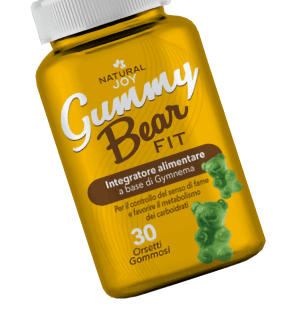 NATURAL
JOY
Gummy
Bear
FIT
Integratore alimentare
a base di Gymnema
Per il controllo del senso di fame
e favorire il metabolismo
dei carboidrati
30
Orsetti
Gommosi